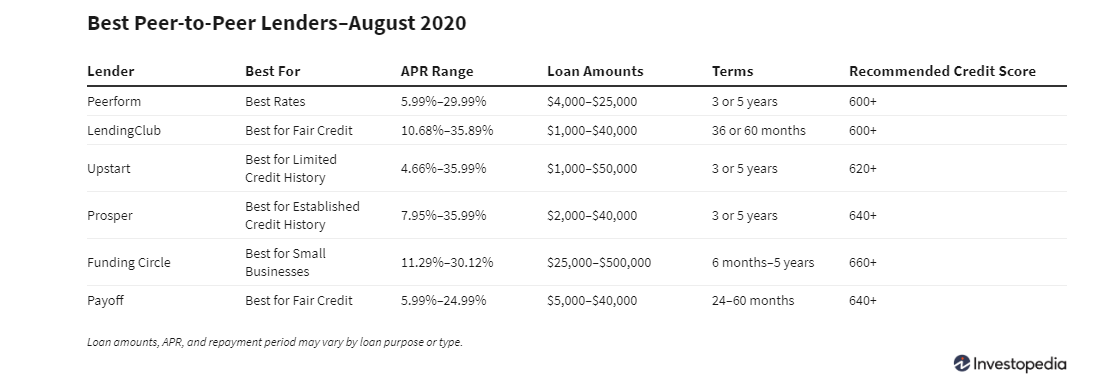 Best Peer-to-Peer Lenders–August 2020
Lender Best For APR Range Loan Amounts Terms Recommended Credit Score
Peerform Best Rates 5.99%–29.99% $4,000–$25,000 3 or 5 years 600+
LendingClub Best for Fair Credit 10.68%–35.89% $1,000–$40,000 36 or 60 months 600+
Upstart Best for Limited Credit History 4.66%–35.99% $1,000–$50,000 3 or 5 years 620+
Prosper Best for Established Credit History 7.95%–35.99% $2,000–$40,000 3 or 5 years 640+
Funding Circle Best for Small Businesses 11.29%–30.12% $25,000–$500,000 6 months–5 years 660+
Payoff Best for Fair Credit 5.99%–24.99% $5,000–$40,000 24–60 months 640+
Loan amounts, APR, and repayment period may vary by loan purpose or type.
Investopedia